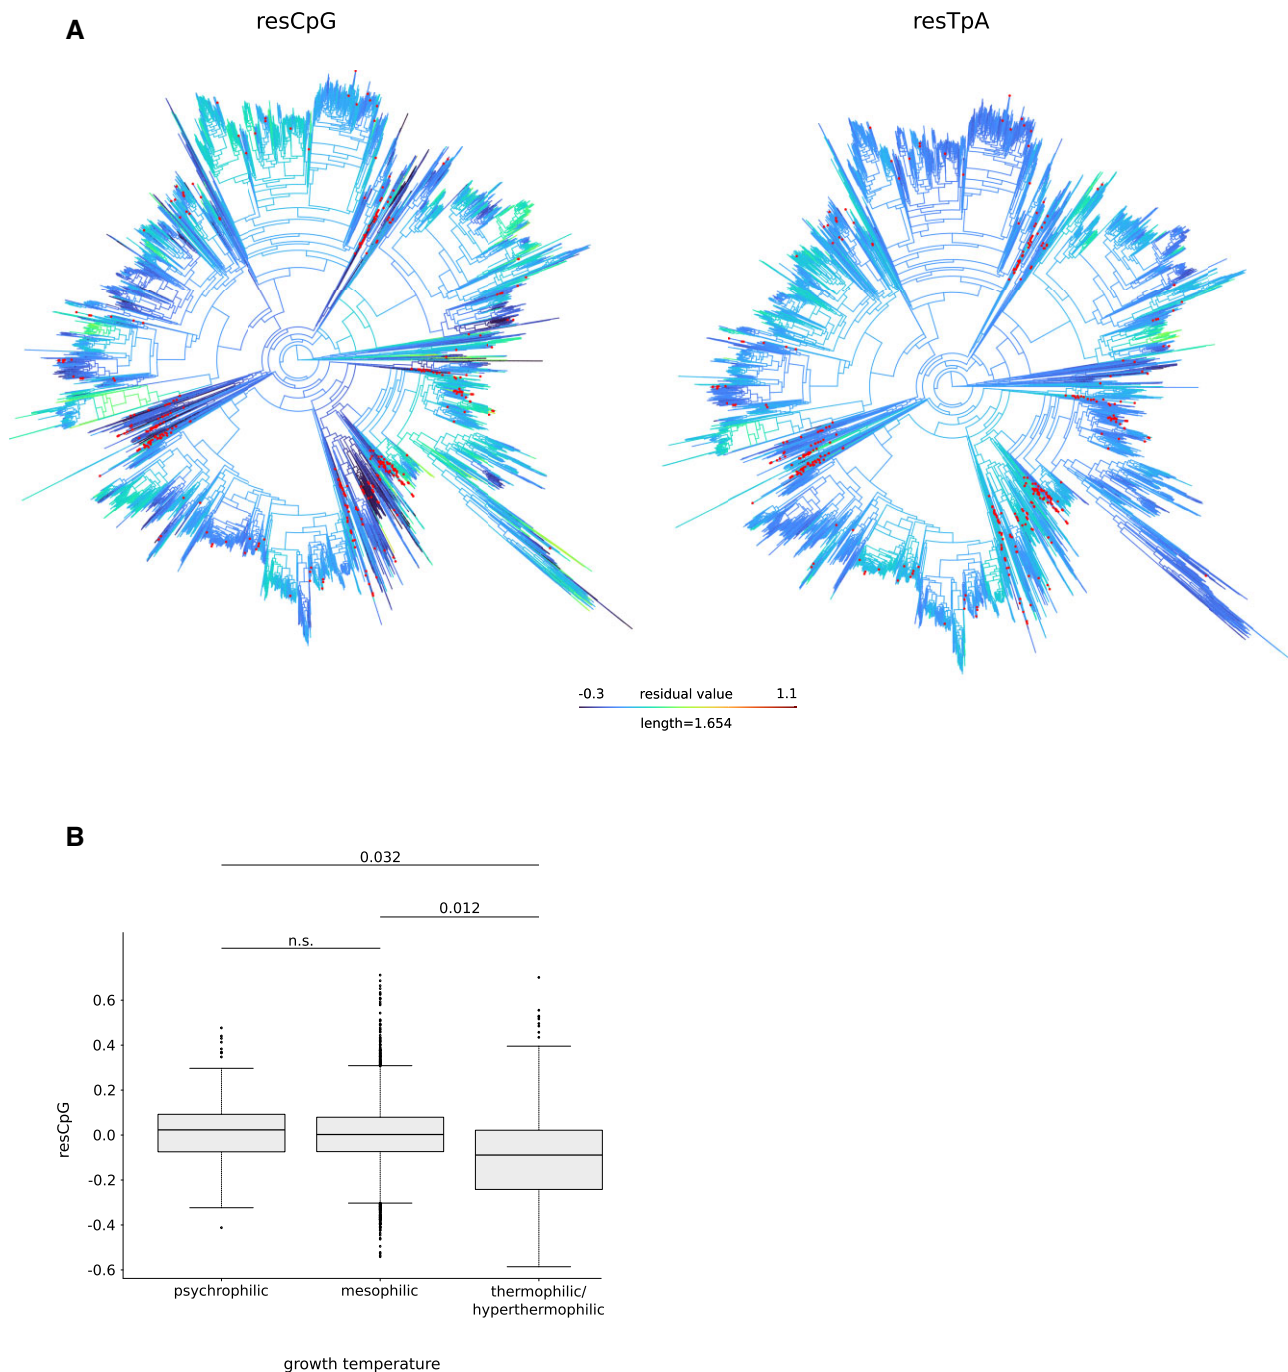 A
resCpG
resTpA
-0.3 residual value 1.1
length=1.654
B
0.032
0.012
n.s.
0.6
0.4
0.2
0.0
-0.2
-0.4
-0.6
resCpG
psychrophilic
mesophilic
thermophilic/
hyperthermophilic
growth temperature